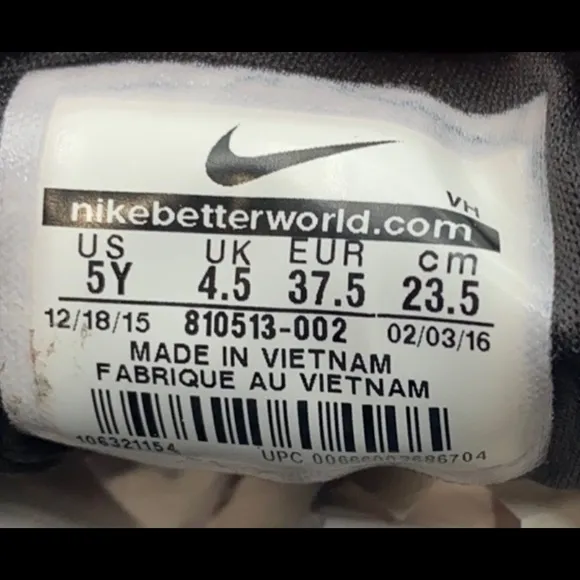 VH
nikebetterworld.com
US UK EUR cm
5Y 4.5 37.5 23.5
12/18/15 810513-002 02/03/16
MADE IN VIETNAM
FABRIQUE AU VIETNAM
106321154 UPC